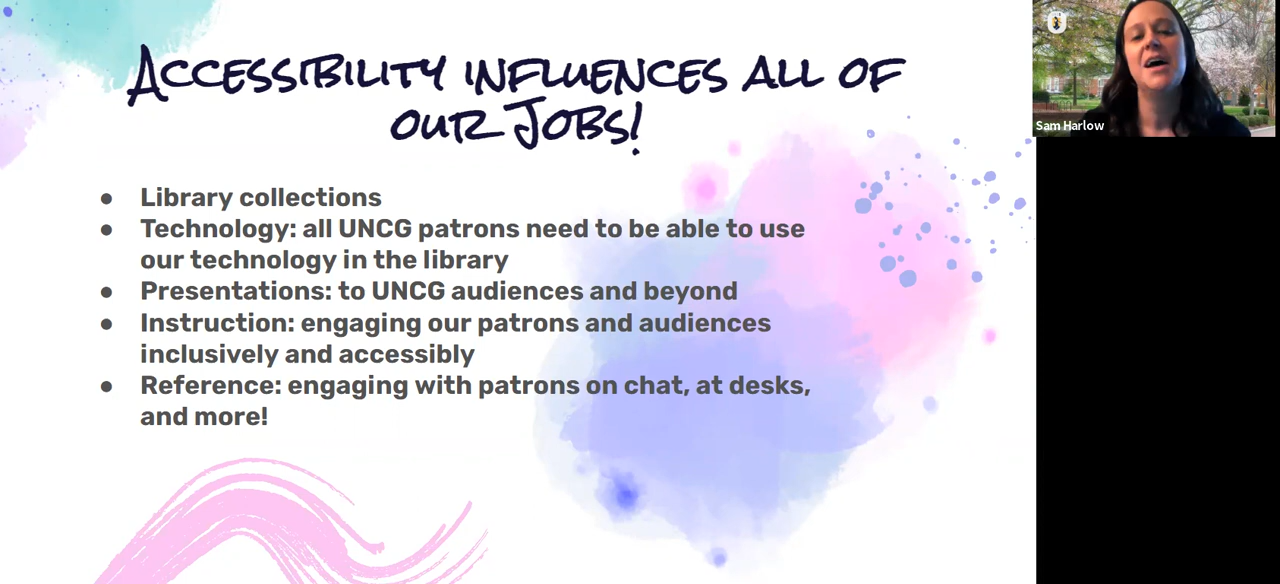 Accessibility influences all of
our Jobs!
● Library collections
● Technology: all UNCG patrons need to be able to use
our technology in the library
● Presentations: to UNCG audiences and beyond
● Instruction: engaging our patrons and audiences
inclusively and accessibly
● Reference: engaging with patrons on chat, at desks,
and more!
Sam Harlow